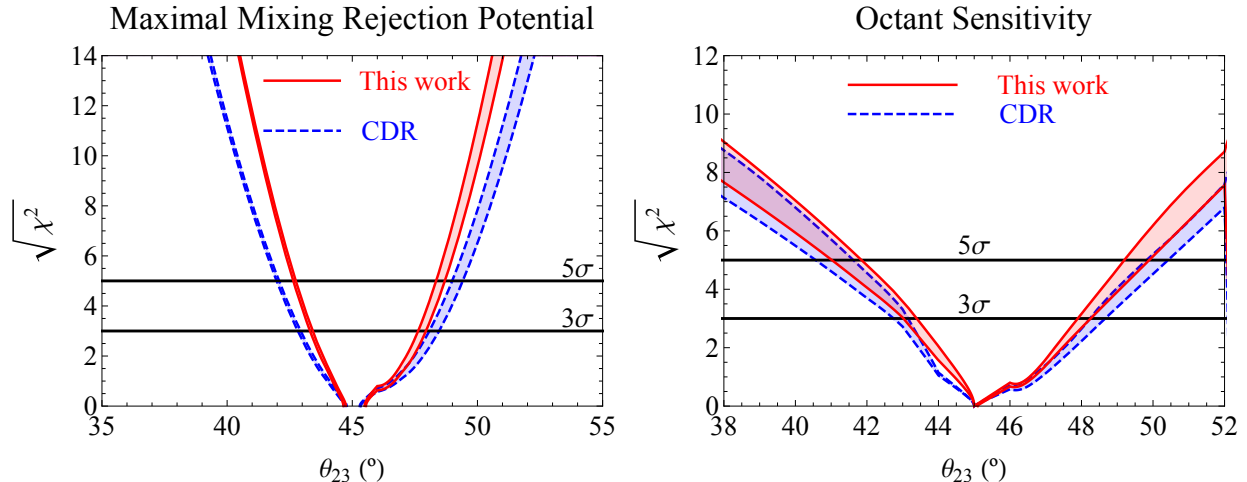 Maximal Mixing Rejection Potential
14
12
10
8
6
4
2
0
√χ²
This work
CDR
5σ
3σ
35 40 45 50 55
θ₂₃ (º)
Octant Sensitivity
12
10
8
6
4
2
0
√χ²
This work
CDR
5σ
3σ
38 40 42 44 46 48 50 52
θ₂₃ (º)